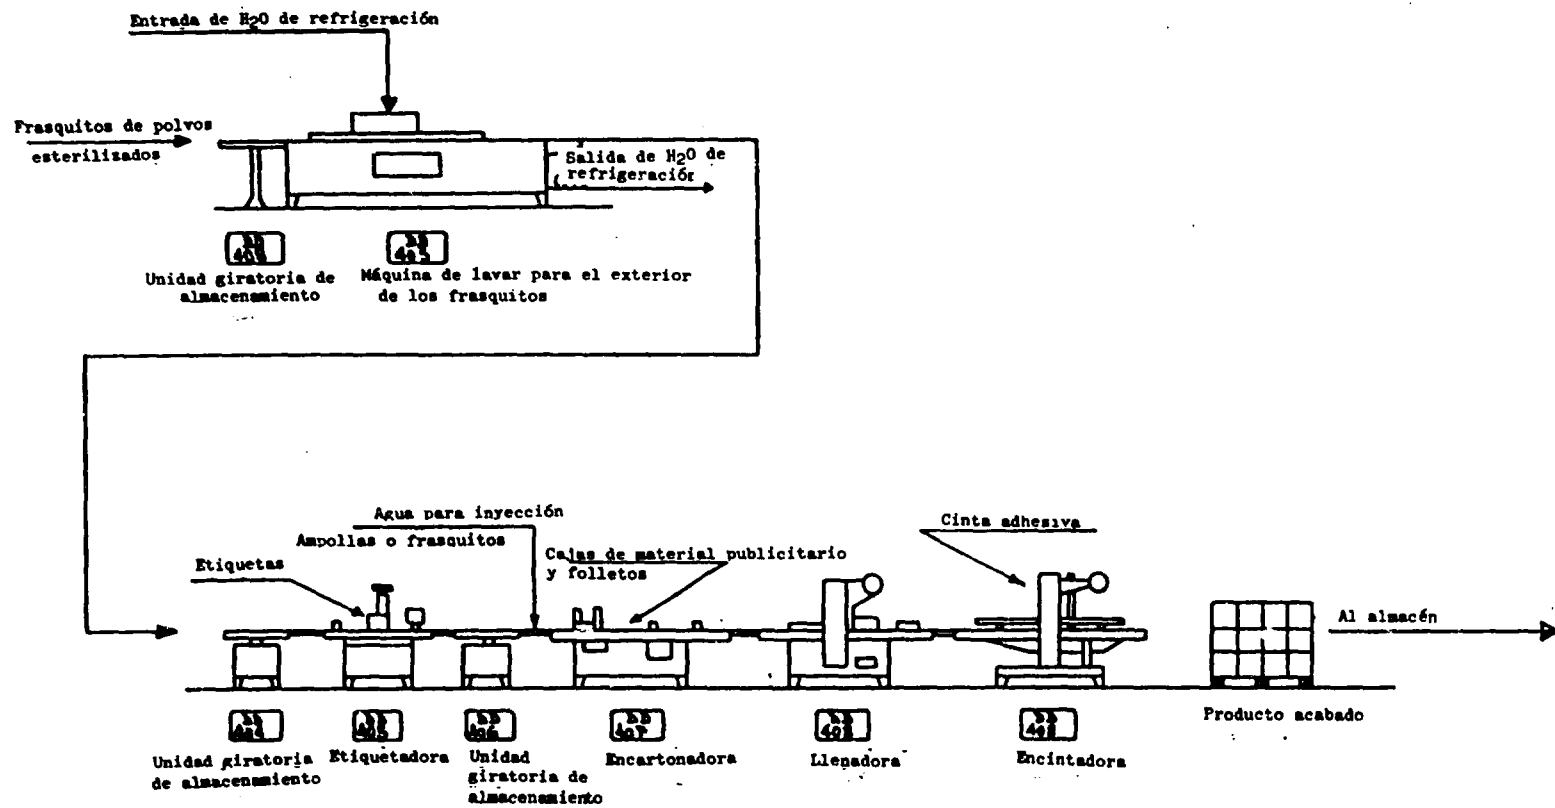 Entrada de H2O de refrigeración
Frasquitos de polvos
esterilizados
Salida de H2O de
refrigeración
Unidad giratoria de
almacenamiento
Máquina de lavar para el exterior
de los frasquitos
Agua para inyección
Ampollas o frasquitos
Etiquetas
Cajas de material publicitario
y folletos
Cinta adhesiva
Al almacén
Producto acabado
Unidad giratoria
de almacenamiento
Etiquetadora
Unidad
giratoria de
almacenamiento
Encartonadora
Llenadora
Encintadora